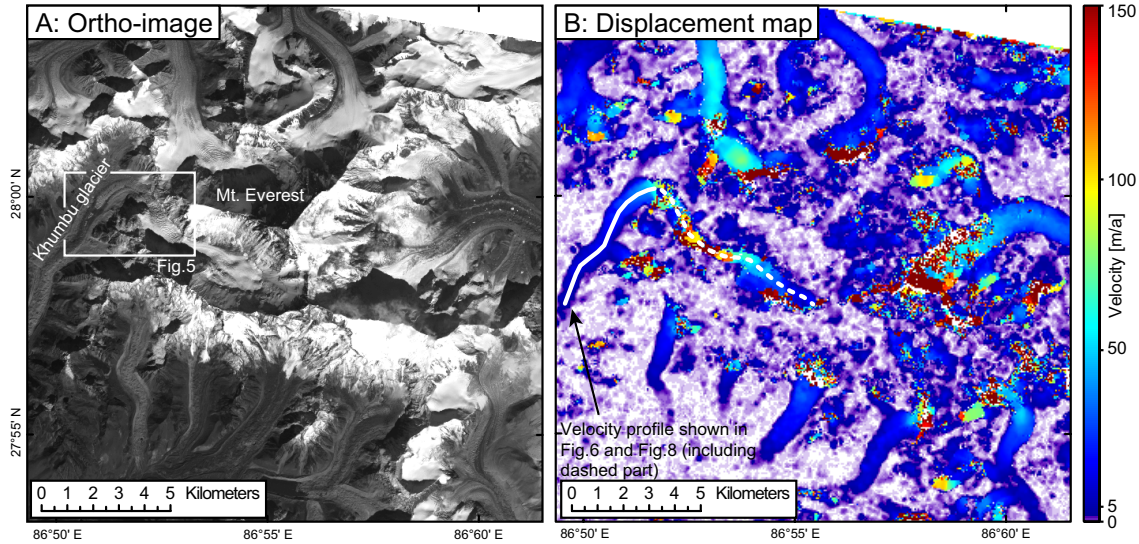 A: Ortho-image
28°00' N
27°55' N
Khumbu glacier
Mt. Everest
Fig.5
0 1 2 3 4 5 Kilometers
86°50' E
86°55' E
86°60' E
B: Displacement map
Velocity profile shown in
Fig.6 and Fig.8 (including
dashed part)
0 1 2 3 4 5 Kilometers
86°50' E
86°55' E
86°60' E
150
100
50
5
0
Velocity [m/a]